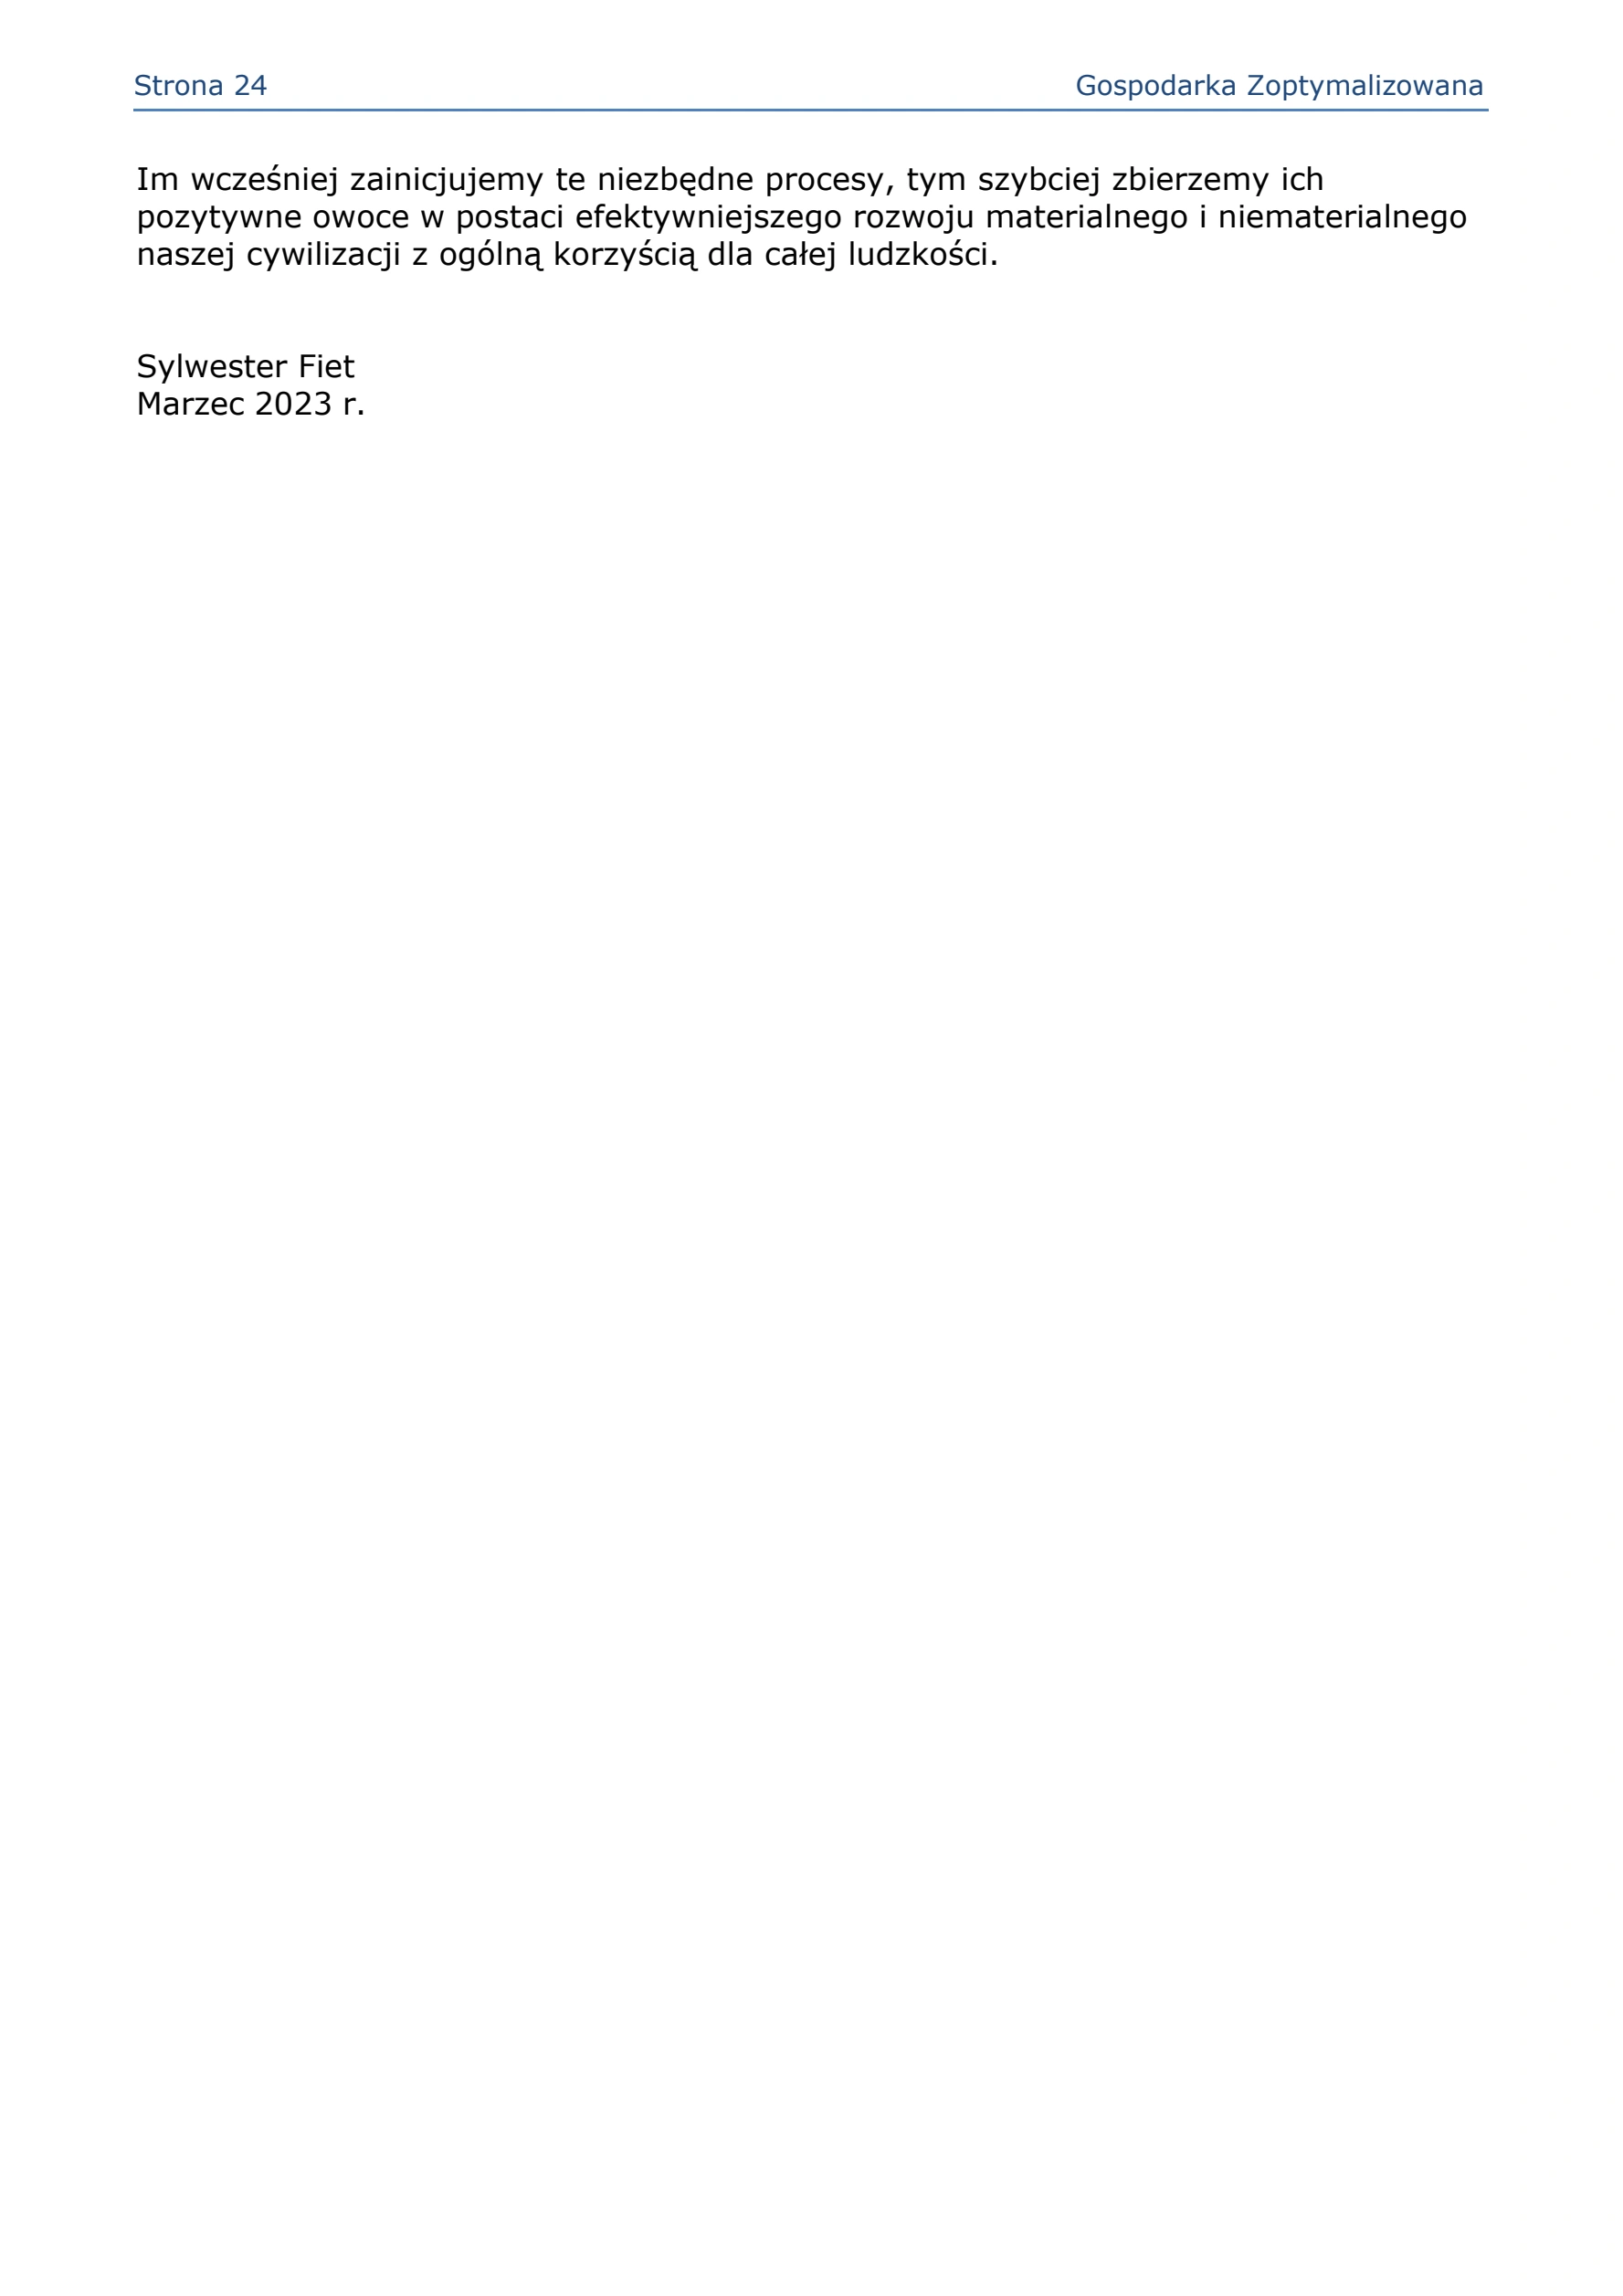 Strona 24 Gospodarka Zoptymalizowana
Im wcześniej zainicjujemy te niezbędne procesy, tym szybciej zbierzemy ich
pozytywne owoce w postaci efektywniejszego rozwoju materialnego i niematerialnego
naszej cywilizacji z ogólną korzyścią dla całej ludzkości.
Sylwester Fiet
Marzec 2023 r.